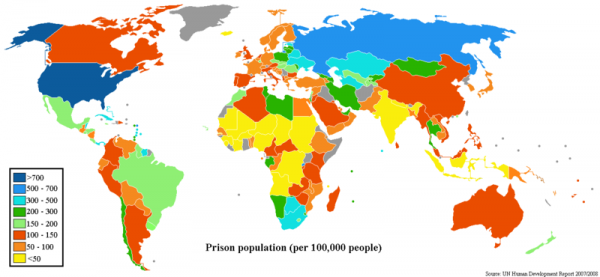 >700
500 - 700
300 - 500
200 - 300
150 - 200
100 - 150
50 - 100
<50
Prison population (per 100,000 people)
Source: UN Human Development Report 2007/2008